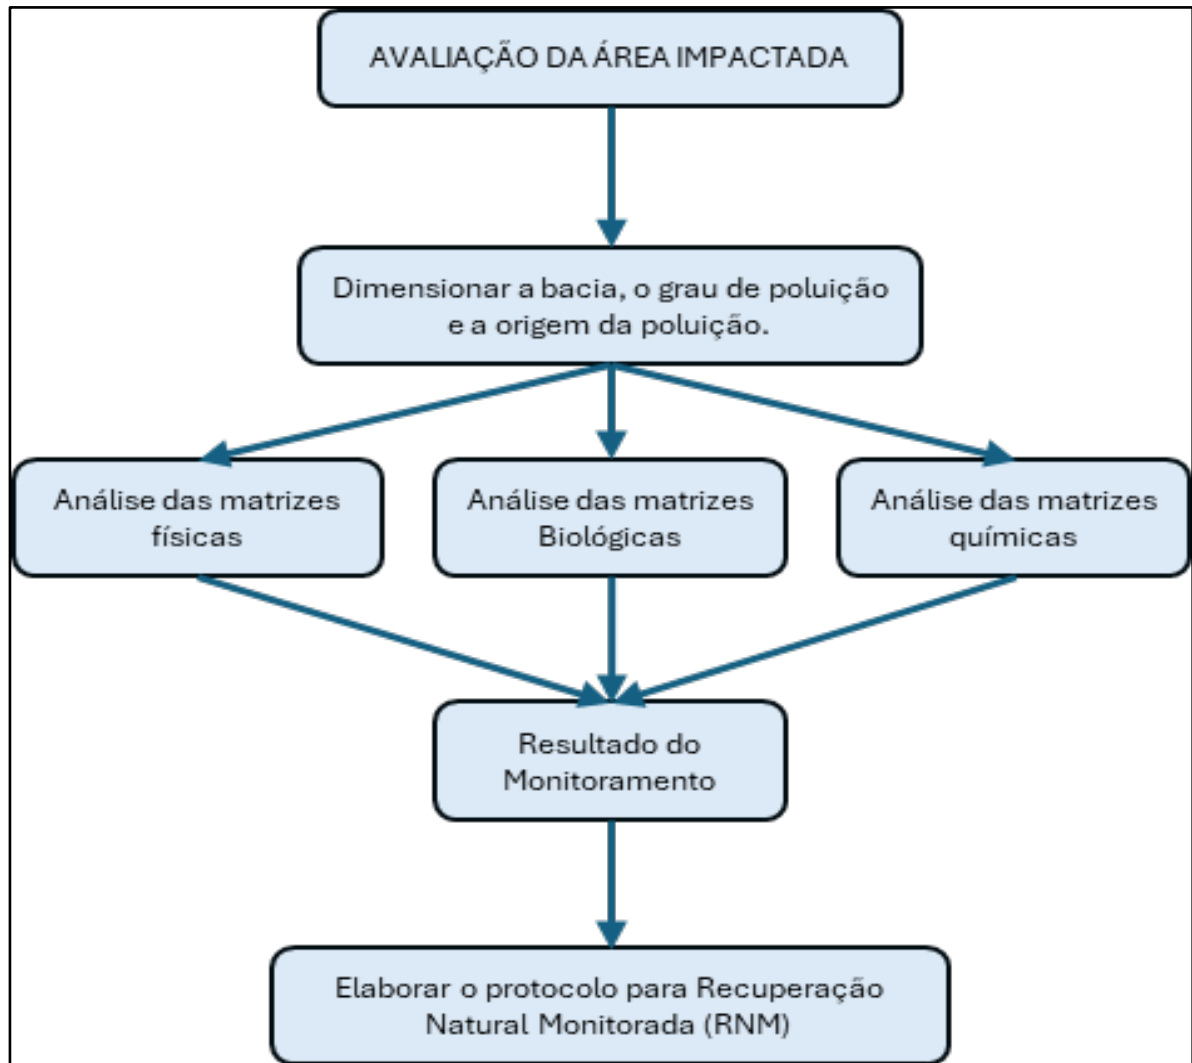 AVALIAÇÃO DA ÁREA IMPACTADA
Dimensionar a bacia, o grau de poluição
e a origem da poluição.
Análise das matrizes
físicas
Análise das matrizes
Biológicas
Análise das matrizes
químicas
Resultado do
Monitoramento
Elaborar o protocolo para Recuperação
Natural Monitorada (RNM)